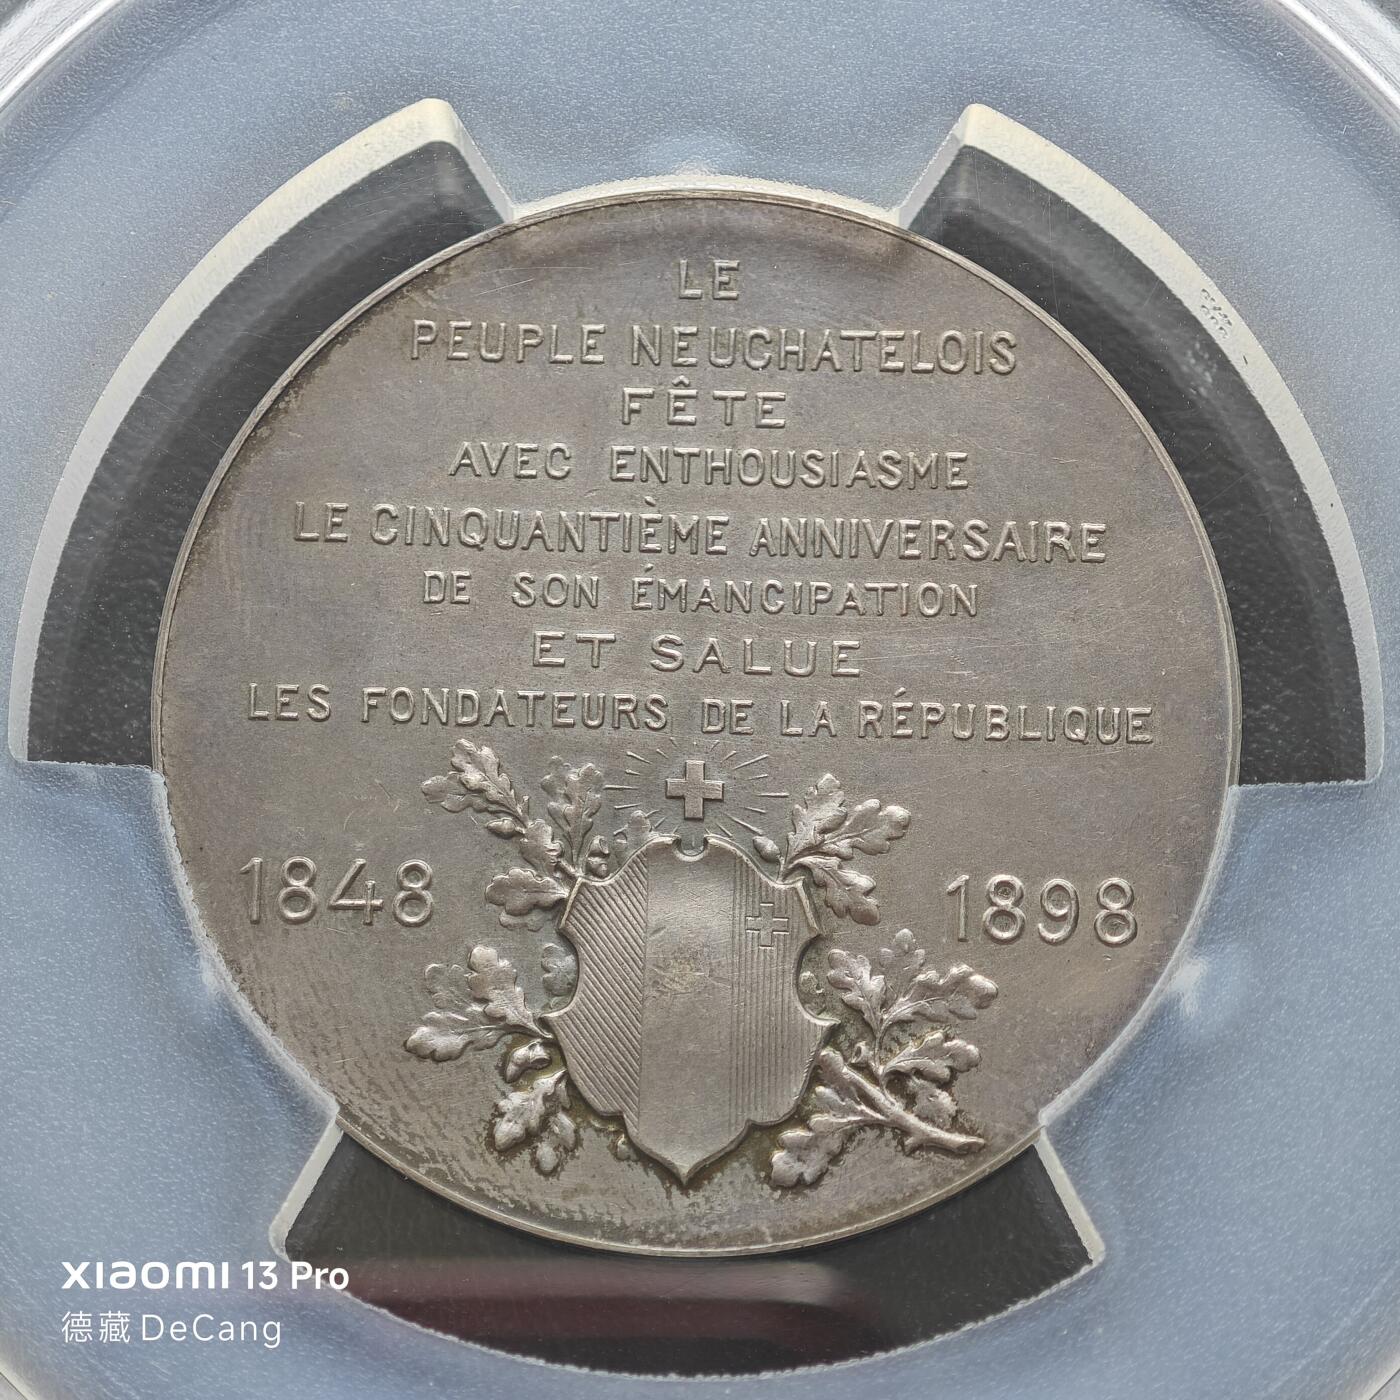 LE
PEUPLE NEUCHATELOIS
FÊTE
AVEC ENTHOUSIASME
LE CINQUANTIÈME ANNIVERSAIRE
DE SON ÉMANCIPATION
ET SALUE
LES FONDATEURS DE LA RÉPUBLIQUE
1848 1898
xiaomi 13 Pro
德藏 DeCang